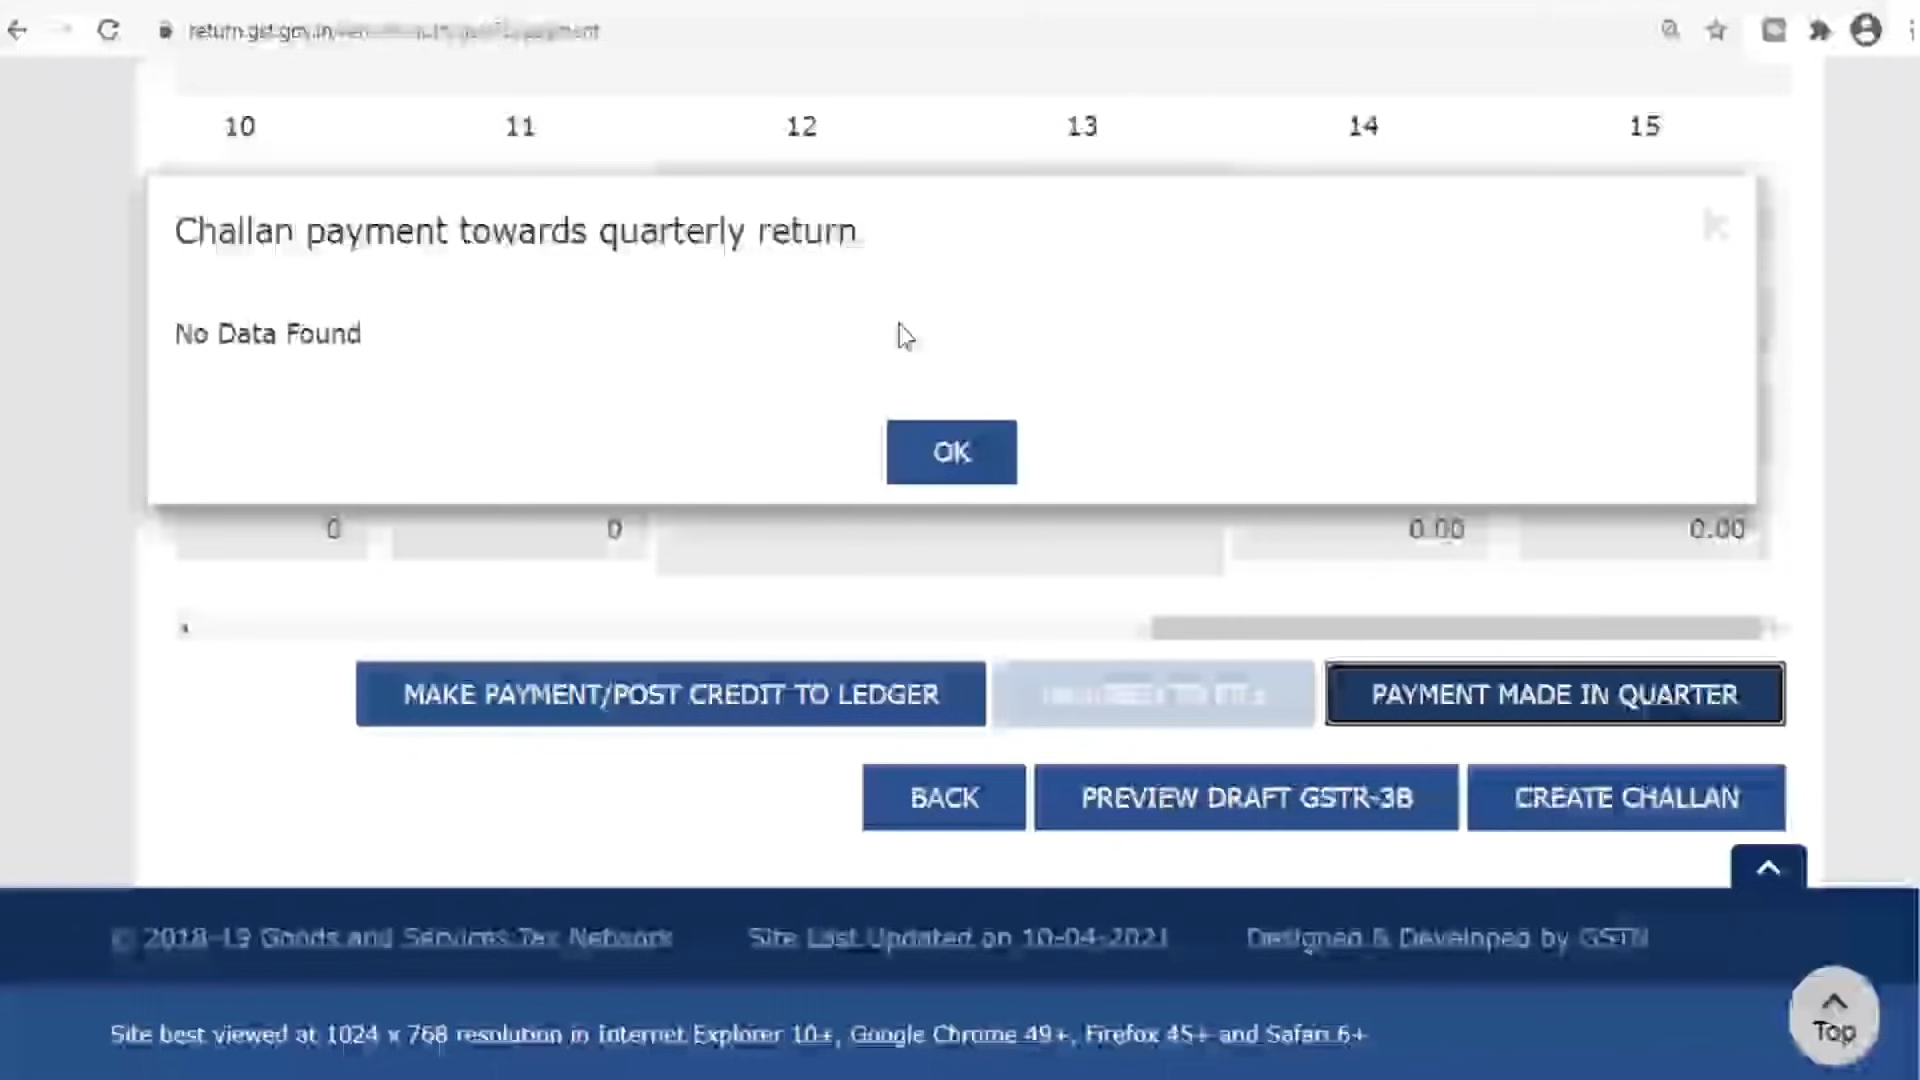 return.gst.gov.in
10 11 12 13 14 15
Challan payment towards quarterly return
No Data Found
OK
0 0 0.00 0.00
MAKE PAYMENT/POST CREDIT TO LEDGER PAYMENT MADE IN QUARTER
BACK PREVIEW DRAFT GSTR-3B CREATE CHALLAN
© 2018-19 Goods and Services Tax Network Site Last Updated on 10-04-2021 Designed & Developed by GSTN
Site best viewed at 1024 x 768 resolution in Internet Explorer 10+, Google Chrome 49+, Firefox 45+ and Safari 6+
Top